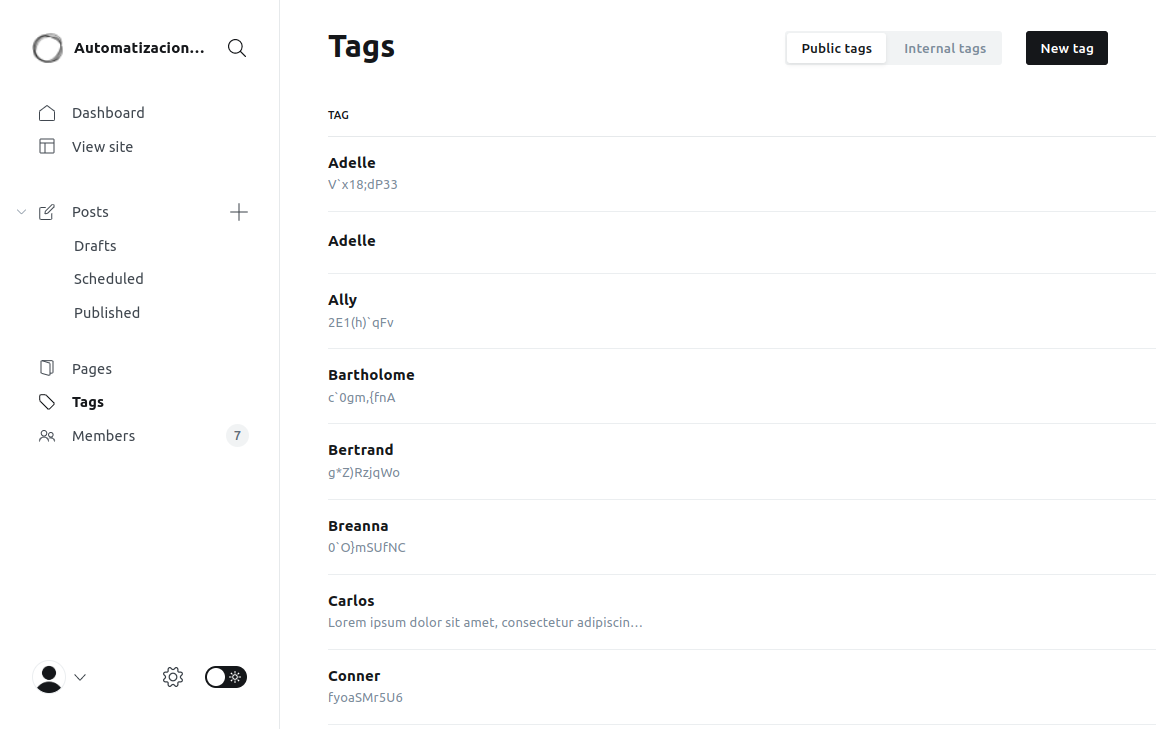 Automatizacion...
Dashboard
View site
Posts
Drafts
Scheduled
Published
Pages
Tags
Members 7
Tags
Public tags Internal tags New tag
TAG
Adelle
V`x18;dP33
Adelle
Ally
2E1(h)`qFv
Bartholome
c`0gm,{fnA
Bertrand
g*Z)RzjqWo
Breanna
0`O}mSUfNC
Carlos
Lorem ipsum dolor sit amet, consectetur adipiscin...
Conner
fyoaSMr5U6